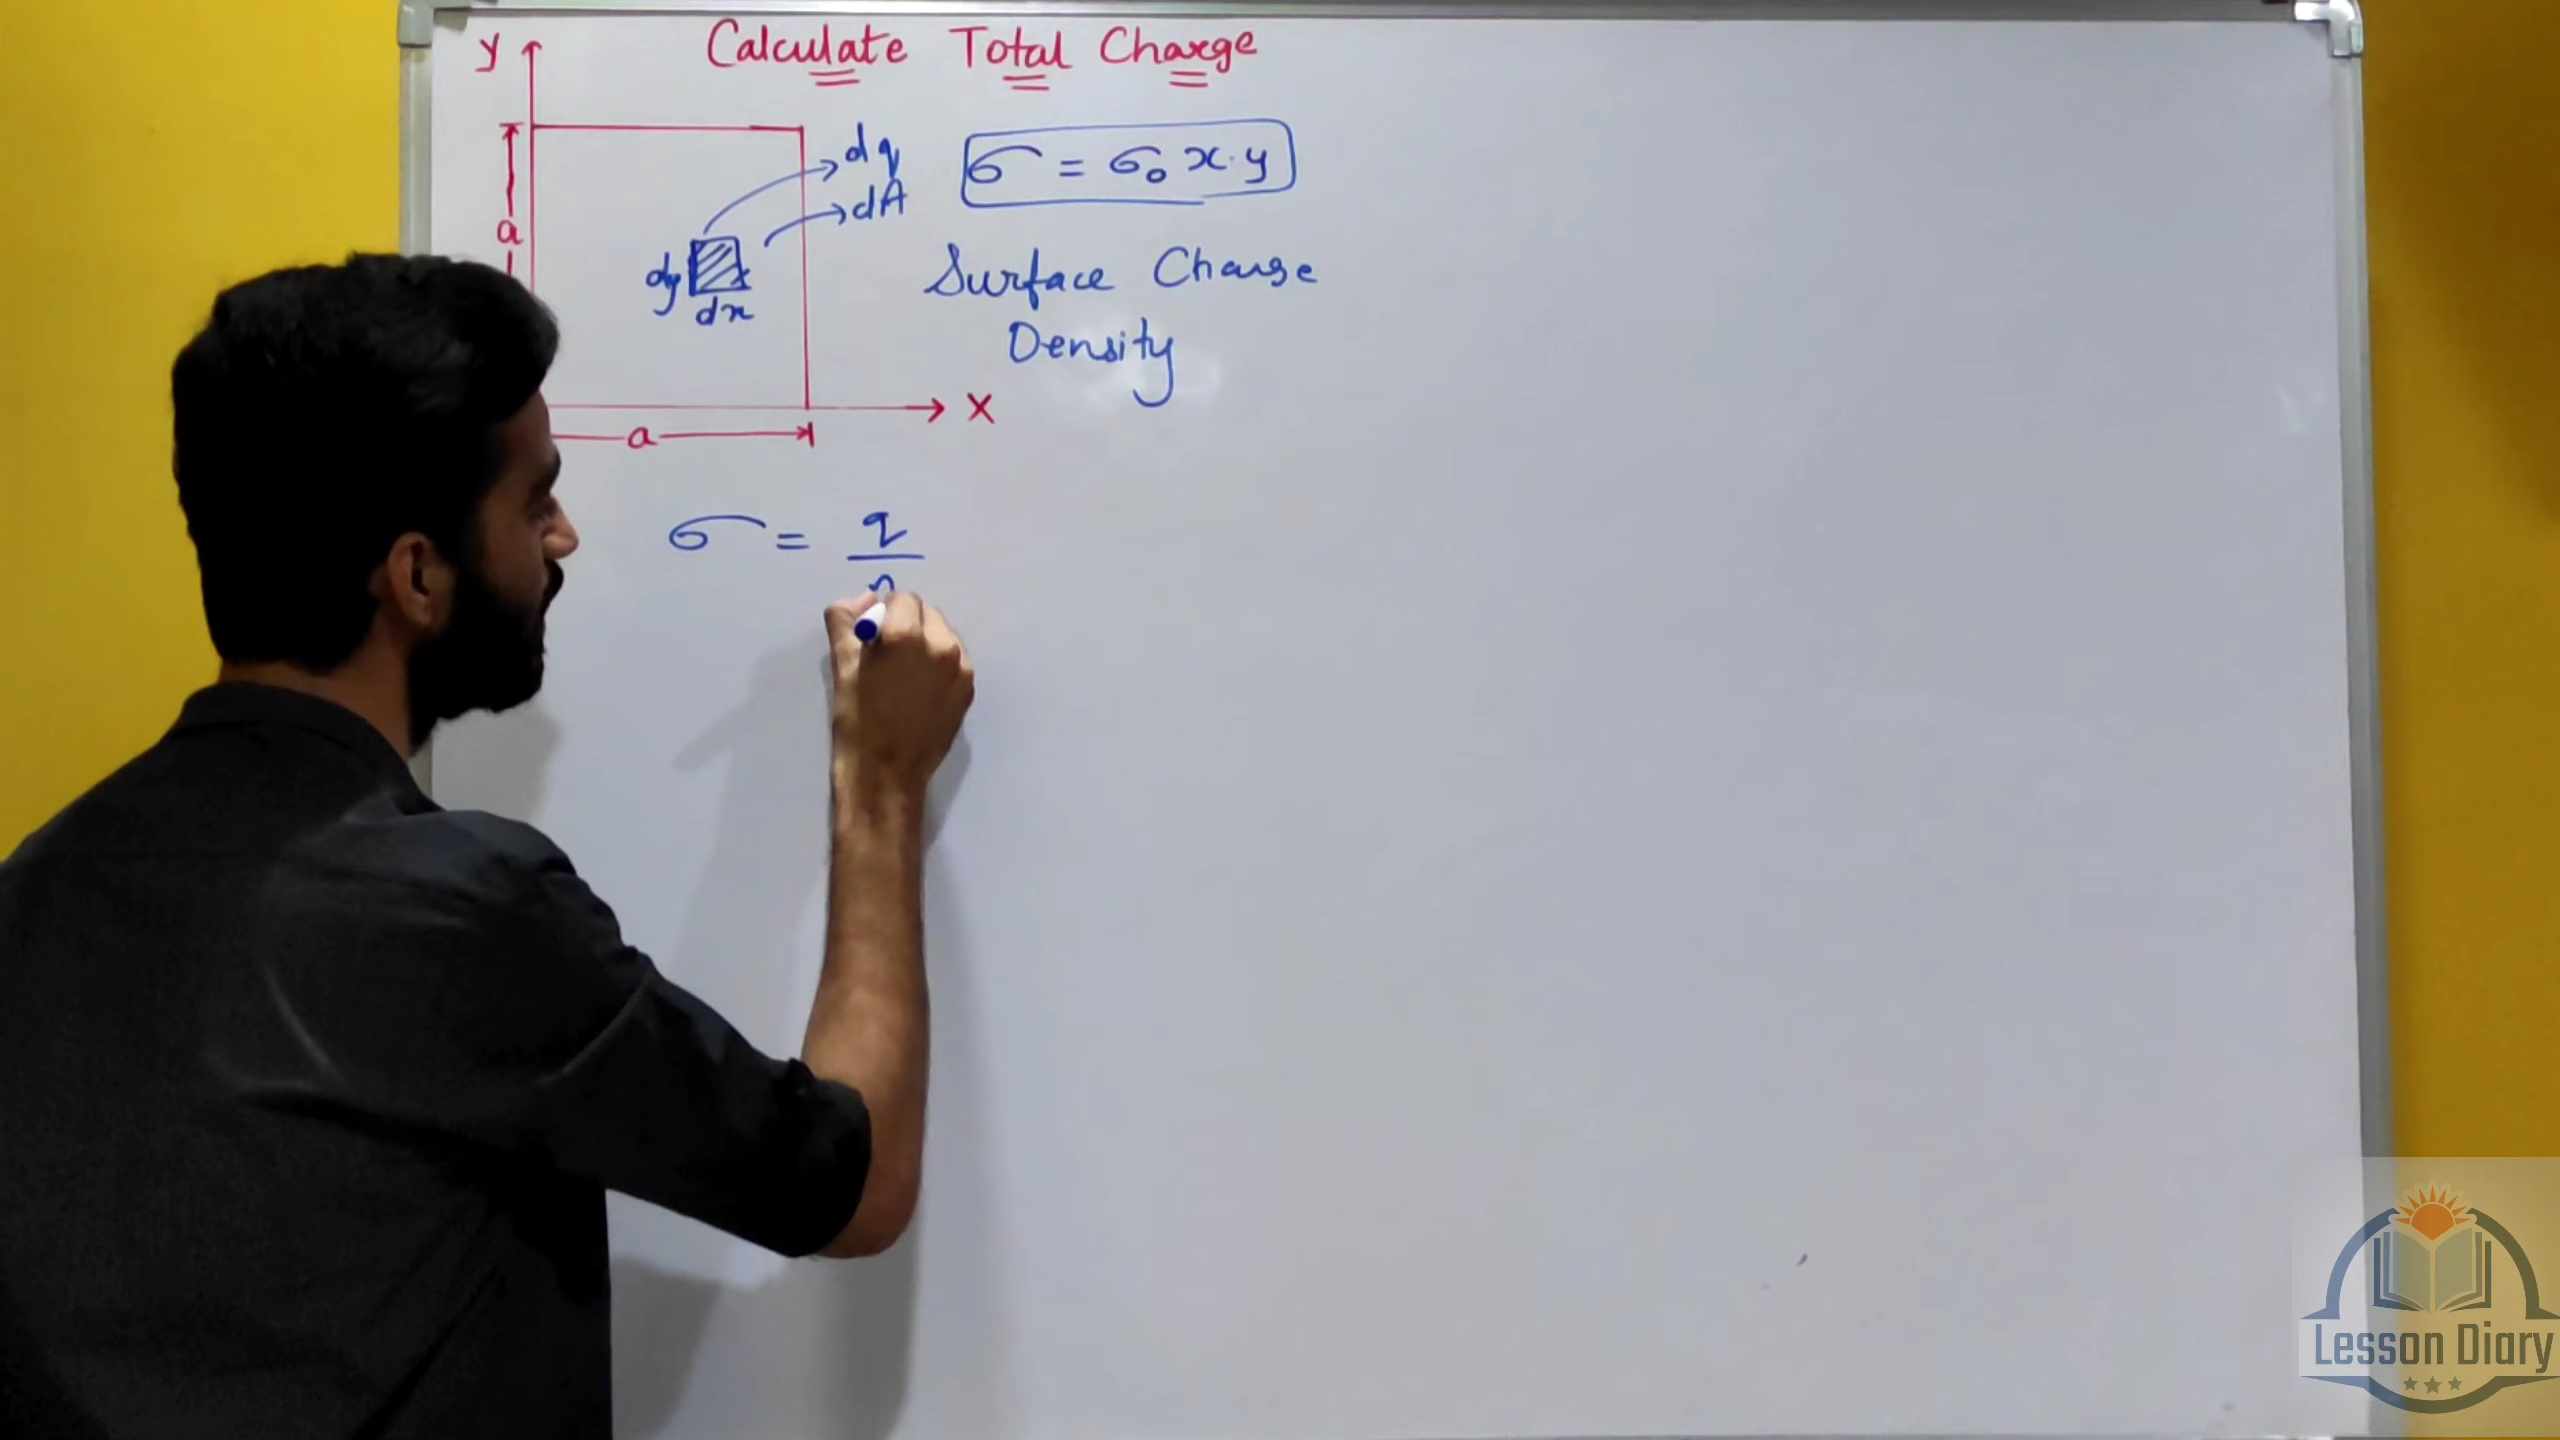 Calculate Total Charge
y
a
dq
dA
dy
dx
σ = σ₀ x·y
Surface Charge
Density
x
a
σ = q
Lesson Diary